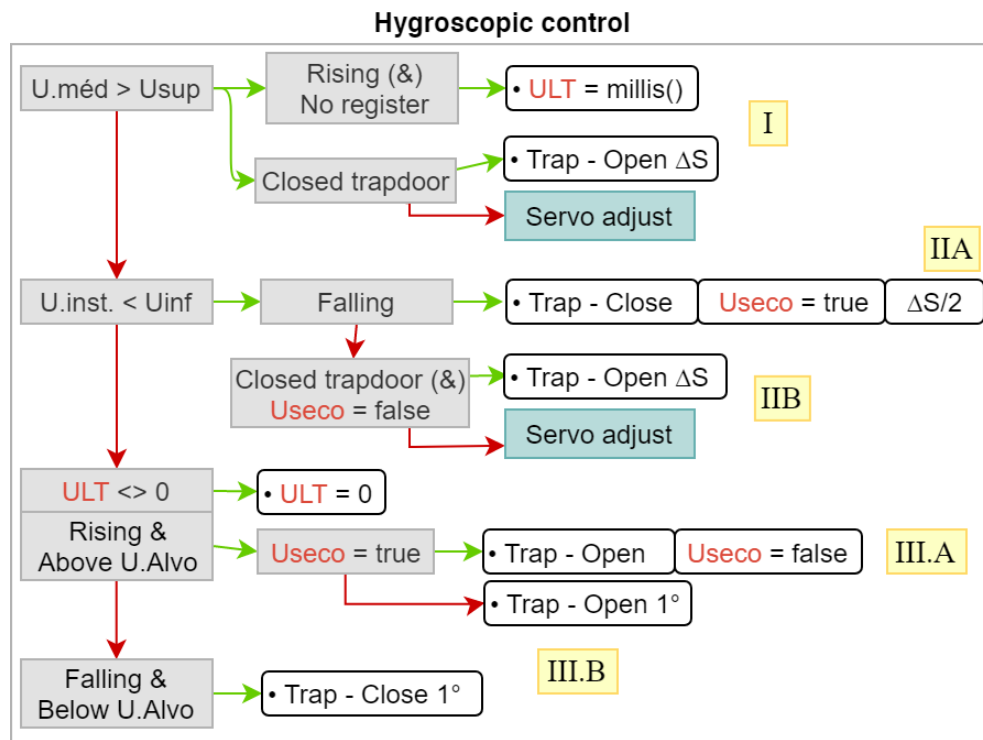 Hygroscopic control
U.méd > Usup
Rising (&)
No register
• ULT = millis()
I
Closed trapdoor
• Trap - Open ΔS
Servo adjust
IIA
U.inst. < Uinf
Falling
• Trap - Close
Useco = true
ΔS/2
Closed trapdoor (&)
Useco = false
• Trap - Open ΔS
IIB
Servo adjust
ULT <> 0
• ULT = 0
Rising &
Above U.Alvo
Useco = true
• Trap - Open
Useco = false
III.A
• Trap - Open 1°
III.B
Falling &
Below U.Alvo
• Trap - Close 1°